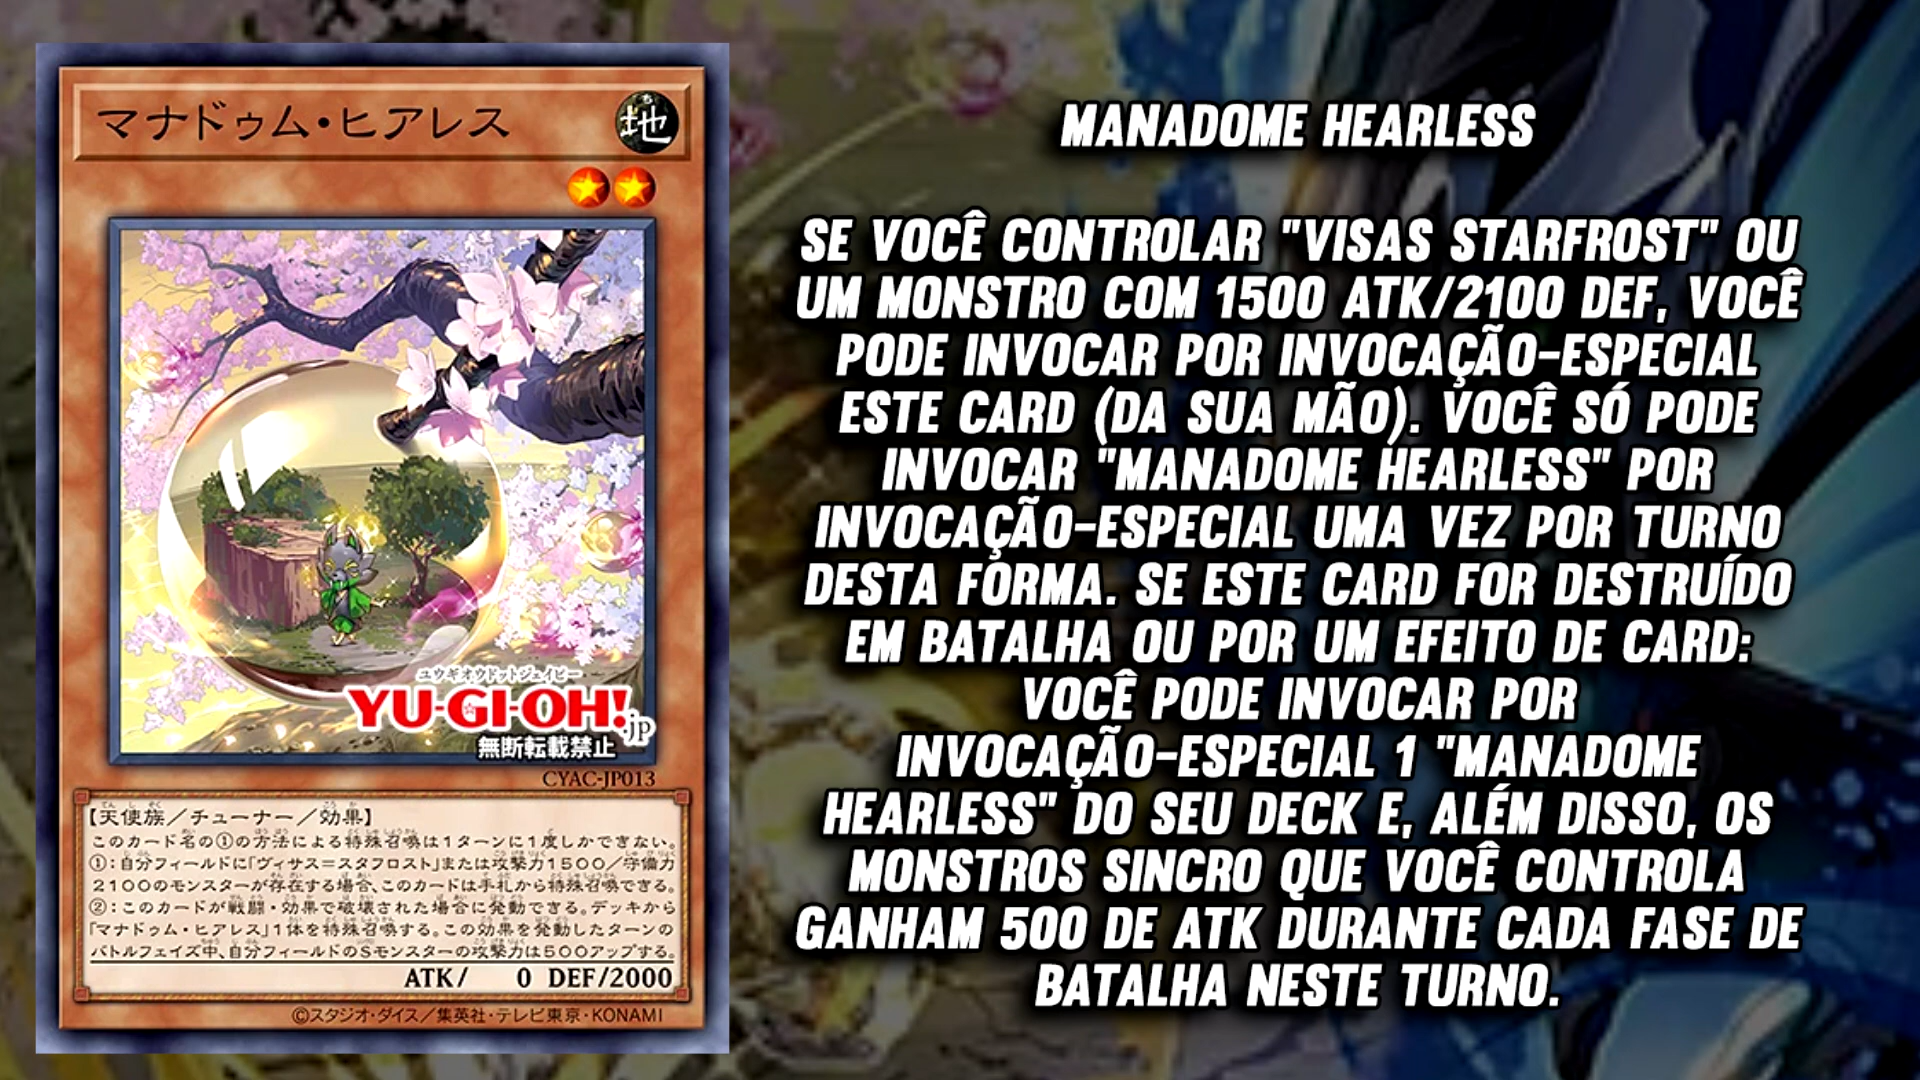 マナドゥム・ヒアレス
地
ユウギオウドットジェイピー
YU-GI-OH!.jp
無断転載禁止
CYAC-JP013
【天使族／チューナー／効果】
このカード名の①の方法による特殊召喚は1ターンに1度しかできない。
①：自分フィールドに「ヴィサス＝スタフロスト」または攻撃力1500／守備力
2100のモンスターが存在する場合、このカードは手札から特殊召喚できる。
②：このカードが戦闘・効果で破壊された場合に発動できる。デッキから
「マナドゥム・ヒアレス」1体を特殊召喚する。この効果を発動したターンの
バトルフェイズ中、自分フィールドのSモンスターの攻撃力は500アップする。
ATK/ 0 DEF/2000
©スタジオ・ダイス／集英社・テレビ東京・KONAMI
MANADOME HEARLESS
SE VOCÊ CONTROLAR "VISAS STARFROST" OU
UM MONSTRO COM 1500 ATK/2100 DEF, VOCÊ
PODE INVOCAR POR INVOCAÇÃO-ESPECIAL
ESTE CARD (DA SUA MÃO). VOCÊ SÓ PODE
INVOCAR "MANADOME HEARLESS" POR
INVOCAÇÃO-ESPECIAL UMA VEZ POR TURNO
DESTA FORMA. SE ESTE CARD FOR DESTRUÍDO
EM BATALHA OU POR UM EFEITO DE CARD:
VOCÊ PODE INVOCAR POR
INVOCAÇÃO-ESPECIAL 1 "MANADOME
HEARLESS" DO SEU DECK E, ALÉM DISSO, OS
MONSTROS SINCRO QUE VOCÊ CONTROLA
GANHAM 500 DE ATK DURANTE CADA FASE DE
BATALHA NESTE TURNO.